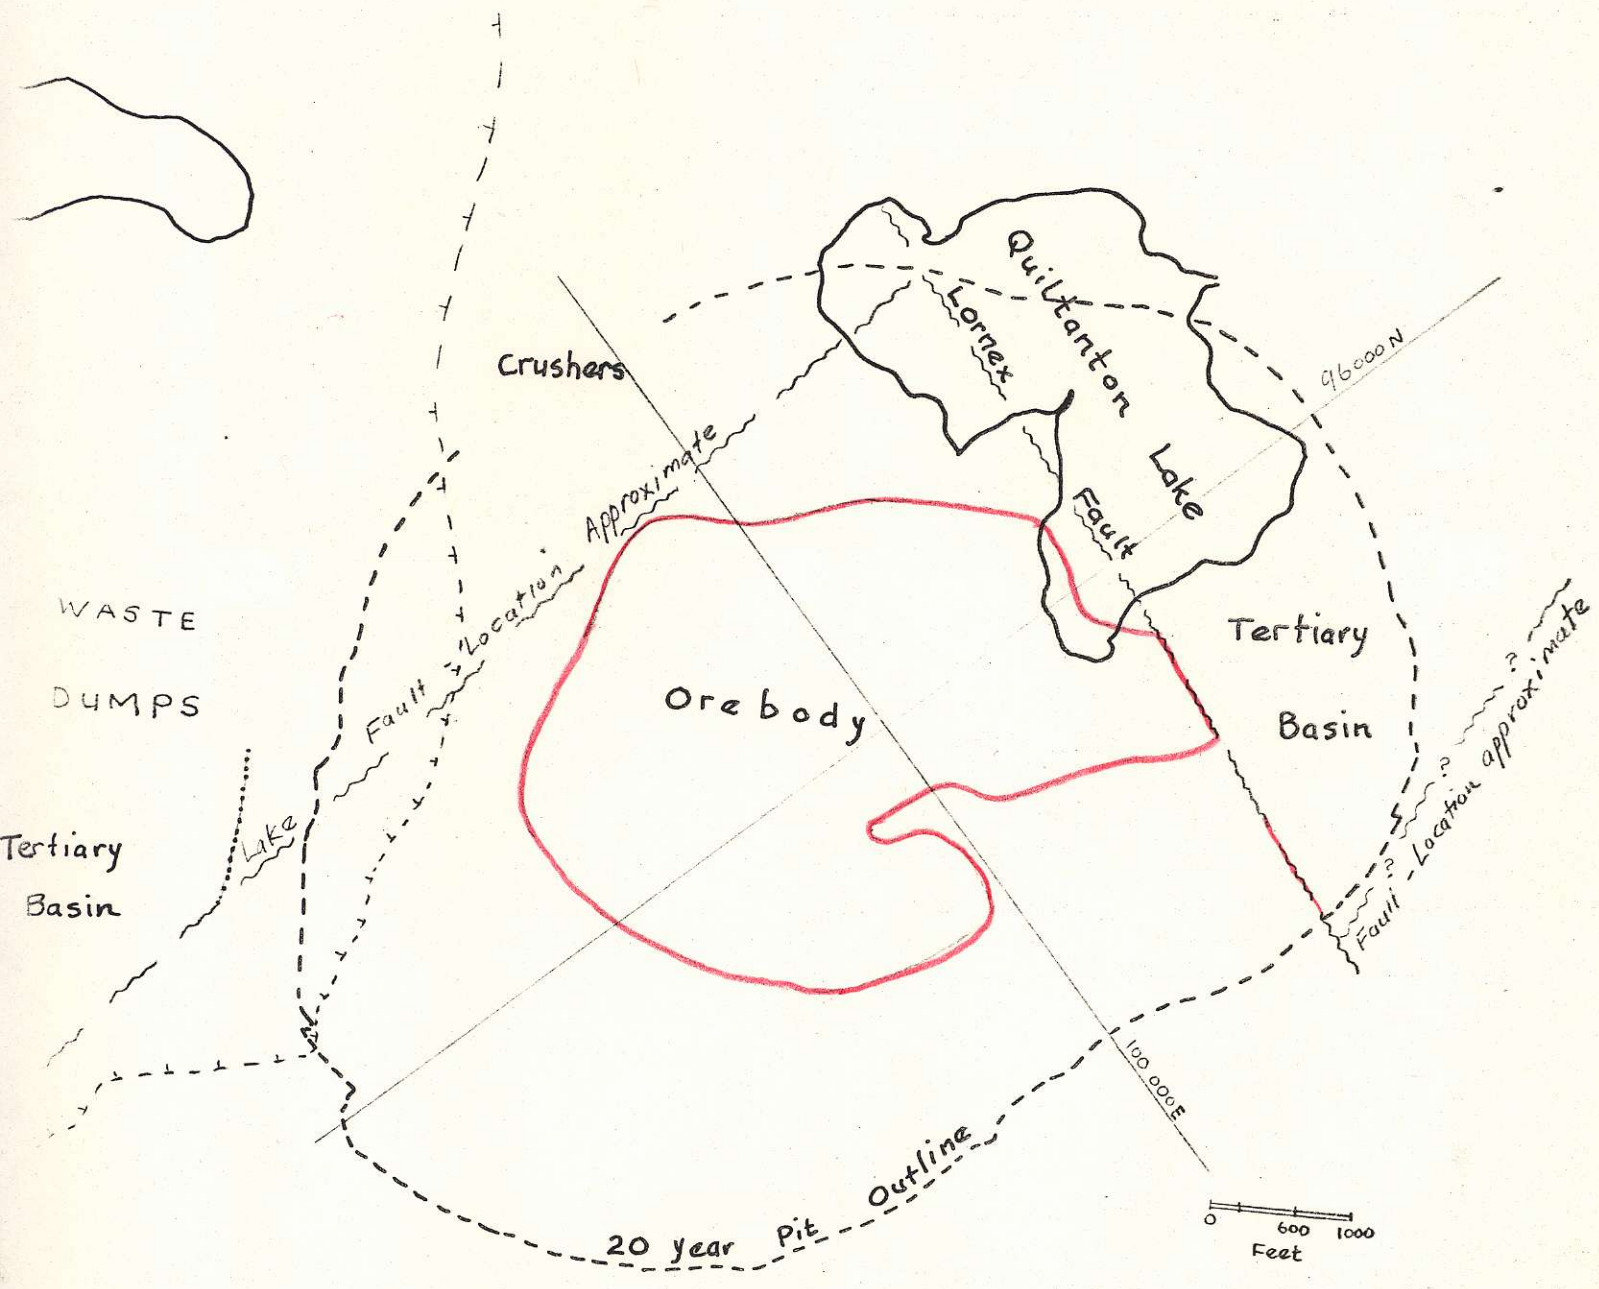 Quiltanton Lake
Lornex Fault
96000N
Crushers
Lake Fault Location Approximate
WASTE
DUMPS
Tertiary
Basin
Orebody
Tertiary
Basin
? ? ?
Fault - Location approximate
100 000E
20 year Pit Outline
0 600 1000
Feet